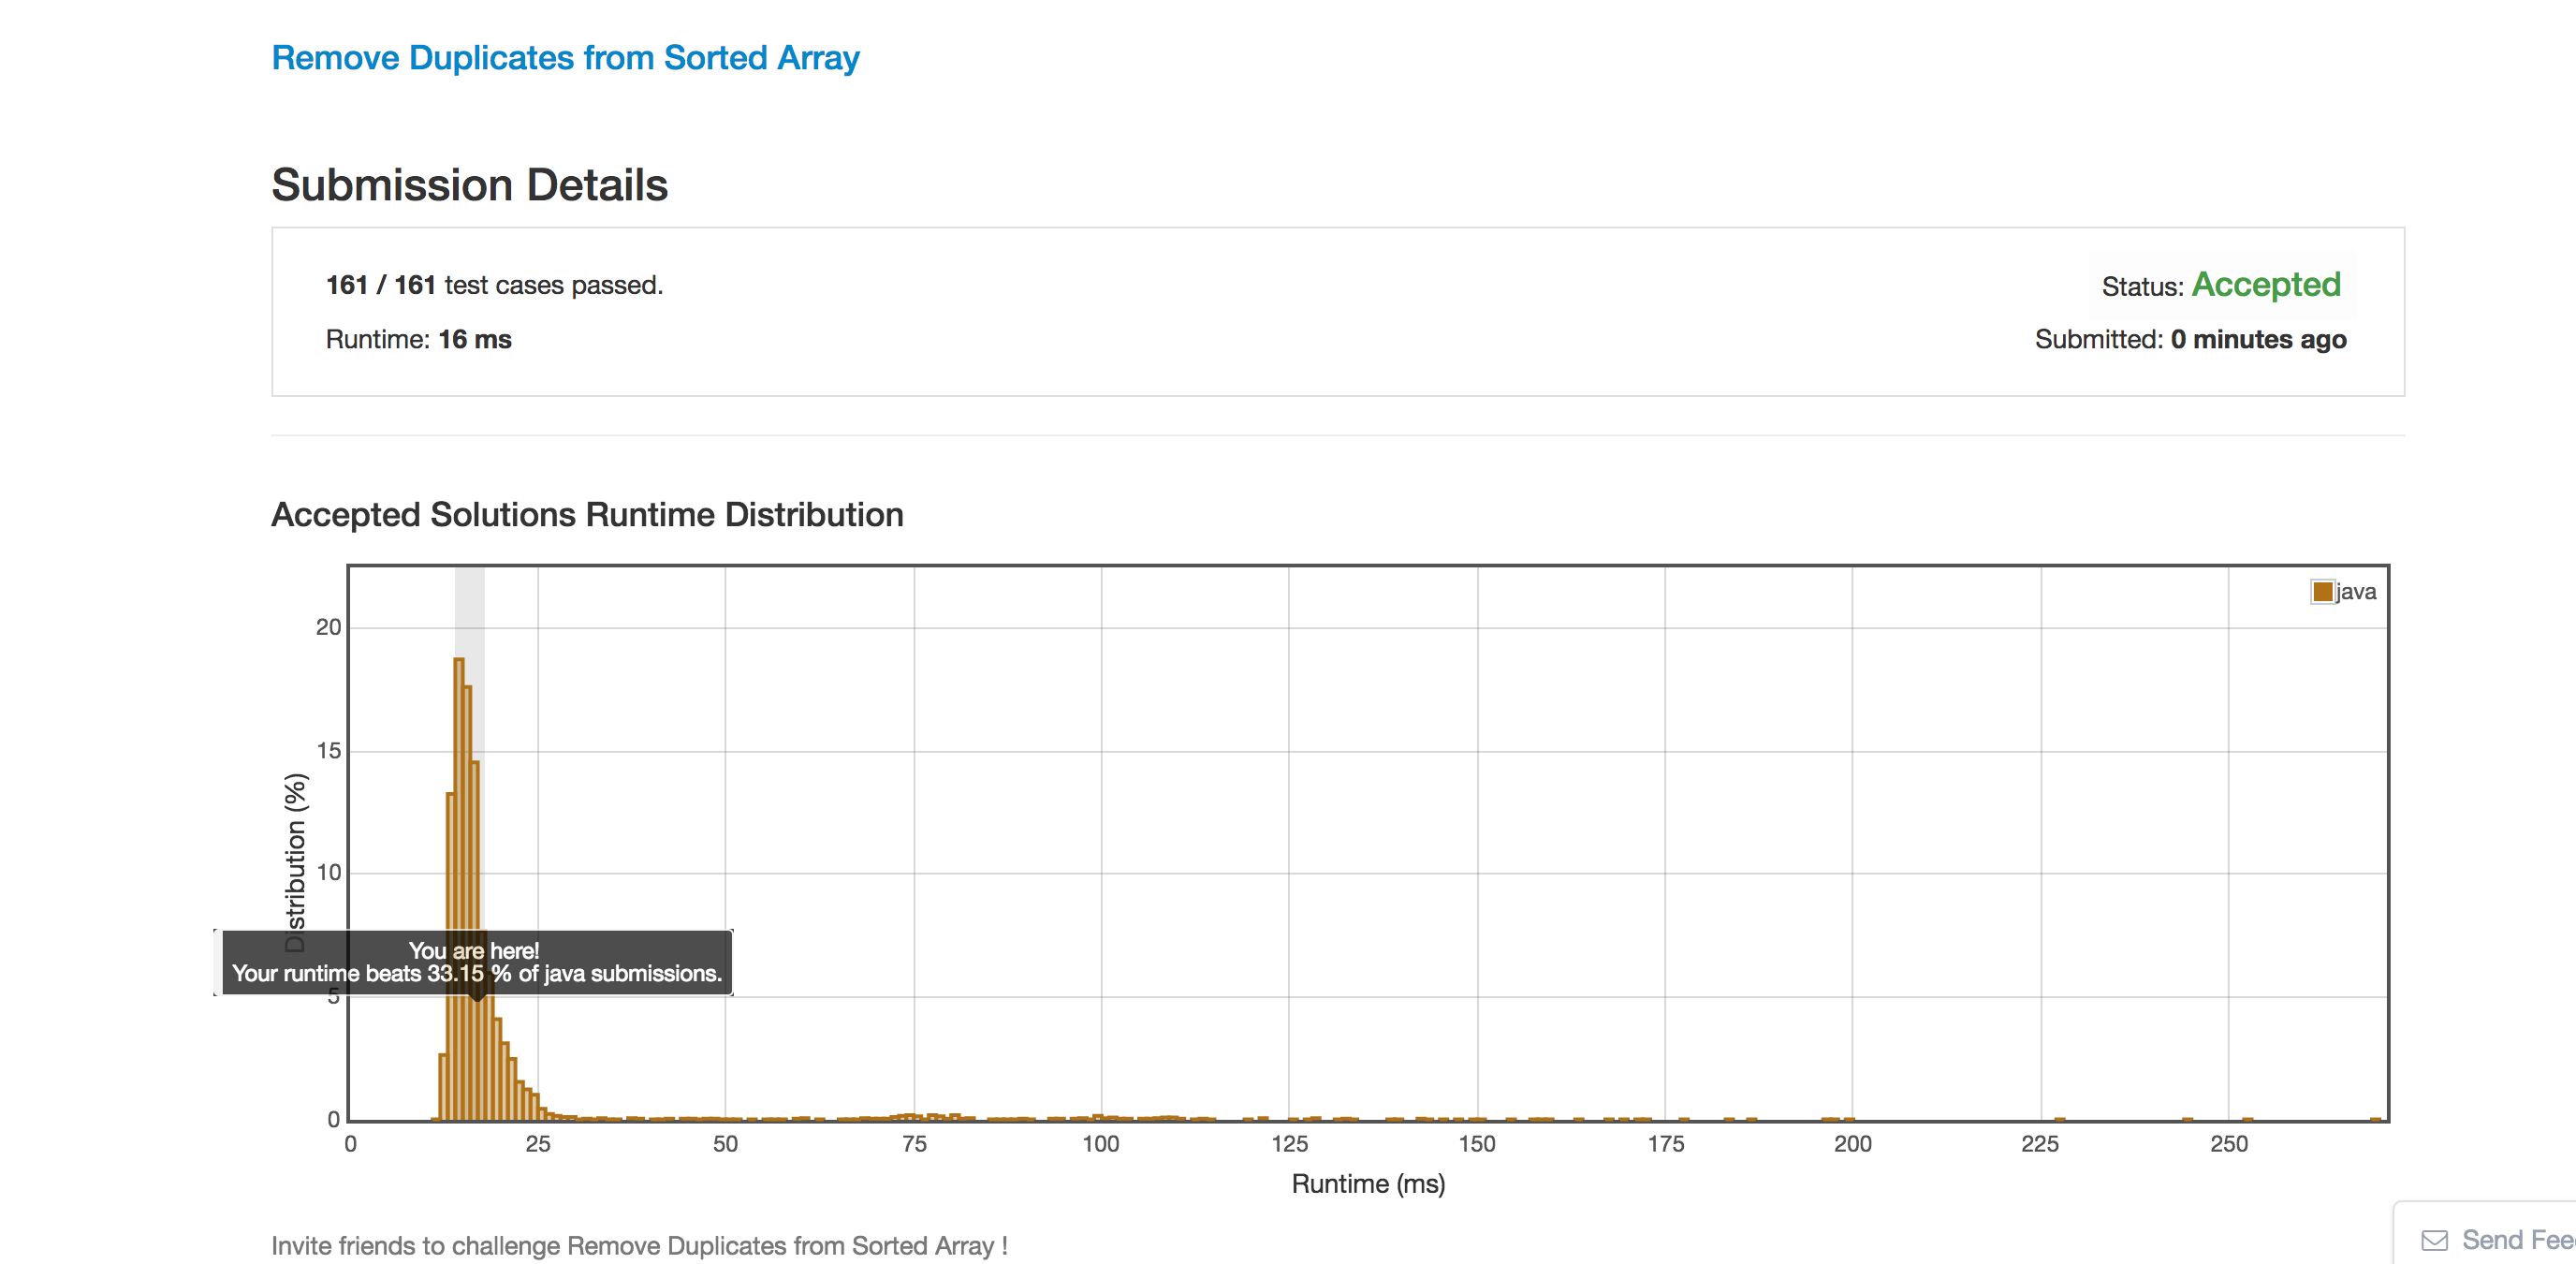 Remove Duplicates from Sorted Array
Submission Details
161 / 161 test cases passed.
Status: Accepted
Runtime: 16 ms
Submitted: 0 minutes ago
Accepted Solutions Runtime Distribution
java
20
15
10
5
0
Distribution (%)
You are here!
Your runtime beats 33.15 % of java submissions.
0 25 50 75 100 125 150 175 200 225 250
Runtime (ms)
Invite friends to challenge Remove Duplicates from Sorted Array !
Send Fee